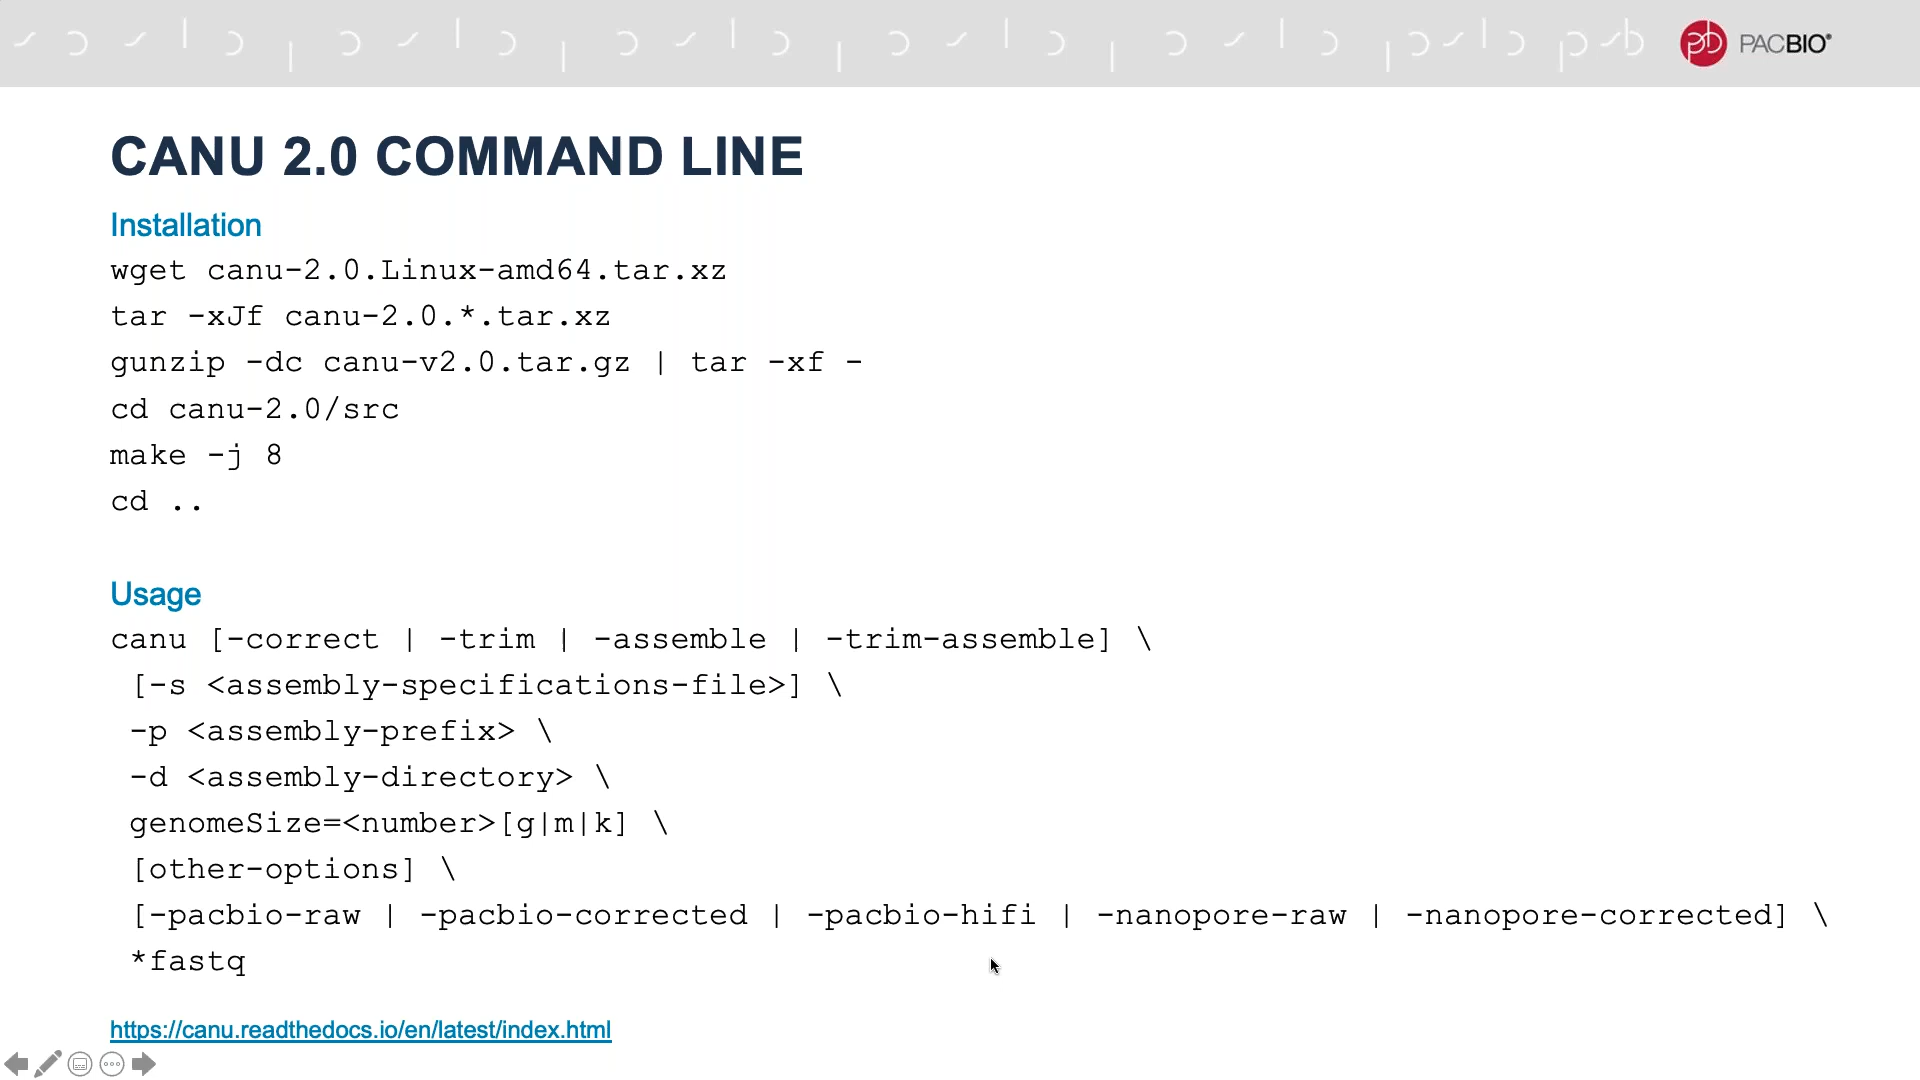 PACBIO®
CANU 2.0 COMMAND LINE
Installation
wget canu-2.0.Linux-amd64.tar.xz
tar -xJf canu-2.0.*.tar.xz
gunzip -dc canu-v2.0.tar.gz | tar -xf -
cd canu-2.0/src
make -j 8
cd ..
Usage
canu [-correct | -trim | -assemble | -trim-assemble] \
[-s <assembly-specifications-file>] \
-p <assembly-prefix> \
-d <assembly-directory> \
genomeSize=<number>[g|m|k] \
[other-options] \
[-pacbio-raw | -pacbio-corrected | -pacbio-hifi | -nanopore-raw | -nanopore-corrected] \
*fastq
https://canu.readthedocs.io/en/latest/index.html